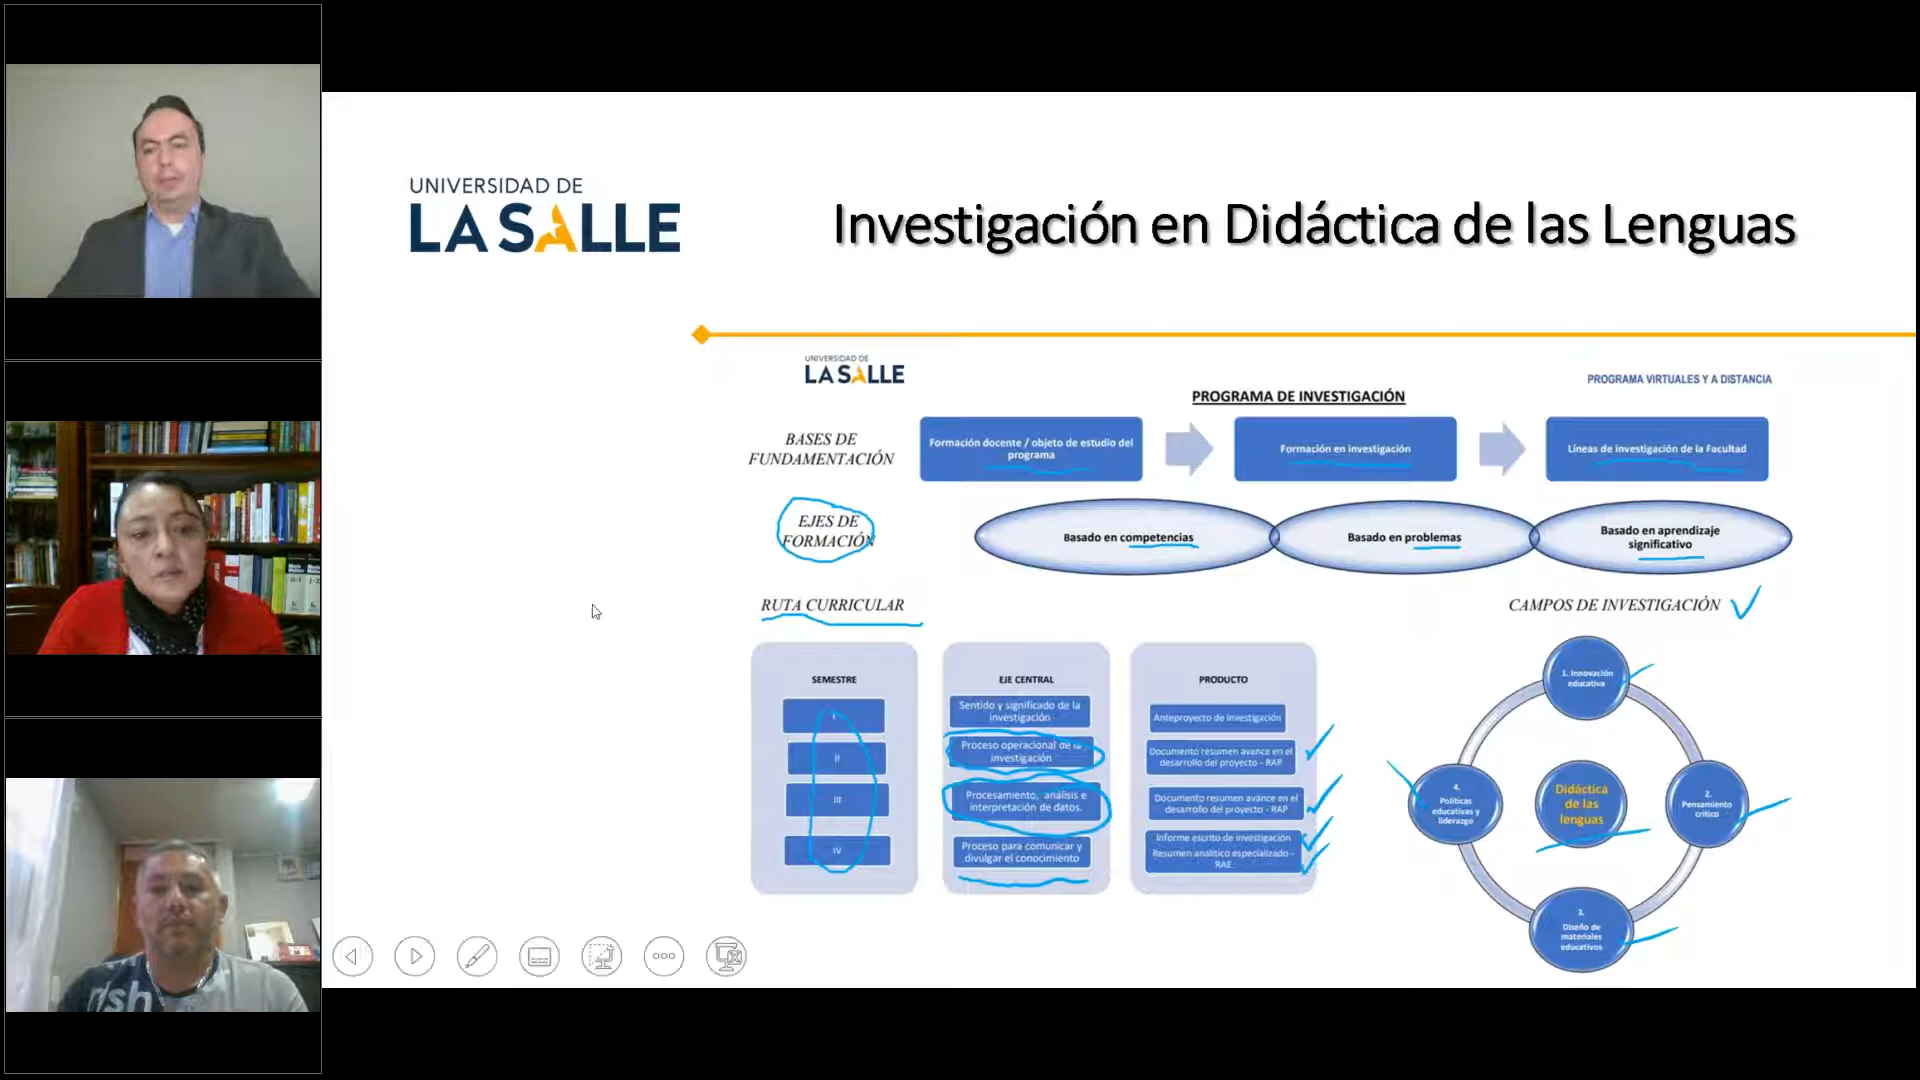 UNIVERSIDAD DE
LA SALLE
Investigación en Didáctica de las Lenguas
UNIVERSIDAD DE
LA SALLE
PROGRAMA VIRTUALES Y A DISTANCIA
PROGRAMA DE INVESTIGACIÓN
BASES DE
FUNDAMENTACIÓN
Formación docente / objeto de estudio del
programa
Formación en investigación
Líneas de investigación de la Facultad
EJES DE
FORMACIÓN
Basado en competencias
Basado en problemas
Basado en aprendizaje
significativo
RUTA CURRICULAR
CAMPOS DE INVESTIGACIÓN
SEMESTRE
I
II
III
IV
EJE CENTRAL
Sentido y significado de la
investigación
Proceso operacional de la
investigación
Procesamiento, análisis e
interpretación de datos.
Proceso para comunicar y
divulgar el conocimiento
PRODUCTO
Anteproyecto de investigación
Documento resumen avance en el
desarrollo del proyecto - RAP
Documento resumen avance en el
desarrollo del proyecto - RAP
Informe escrito de investigación
Resumen analítico especializado -
RAE
1. Innovación
educativa
2.
Pensamiento
crítico
3.
Diseño de
materiales
educativos
4.
Políticas
educativas y
liderazgo
Didáctica
de las
lenguas